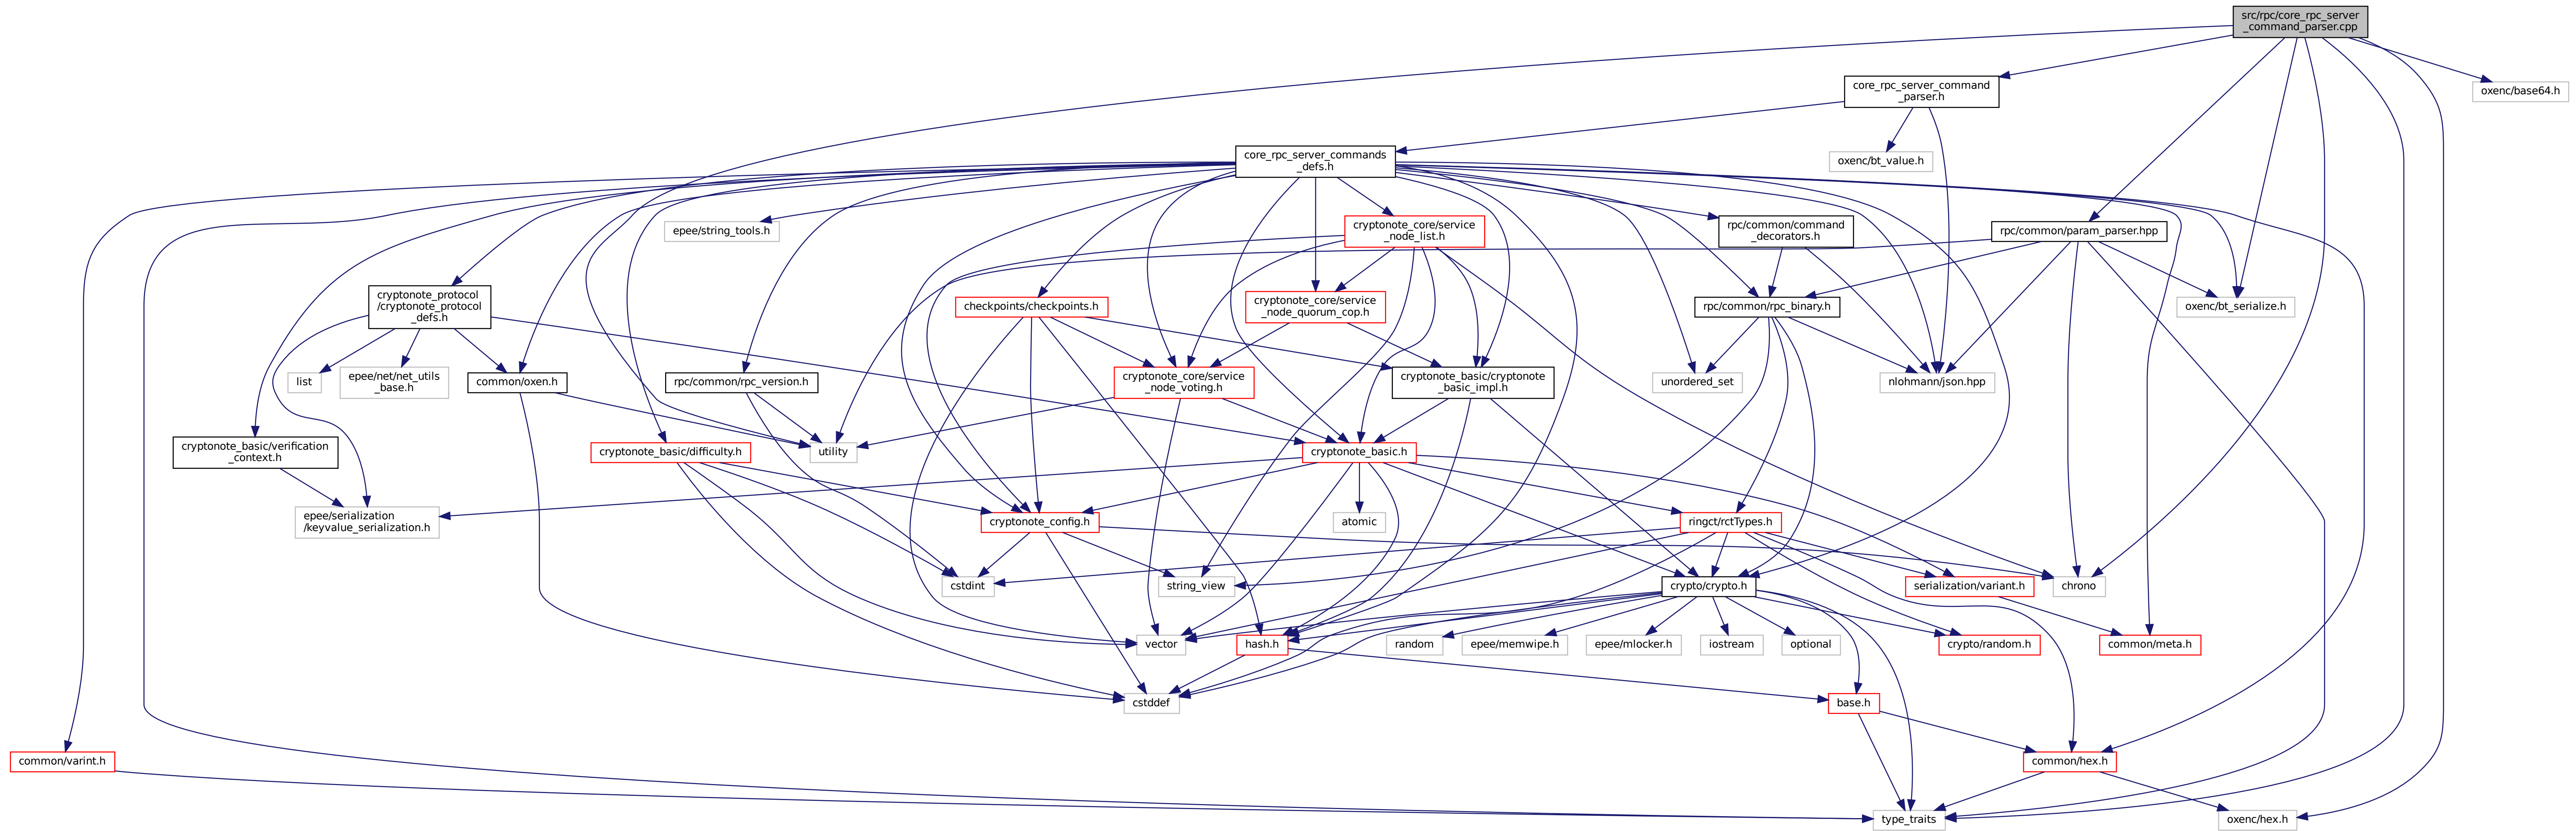 src/rpc/core_rpc_server
_command_parser.cpp
core_rpc_server_command
_parser.h
oxenc/base64.h
core_rpc_server_commands
_defs.h
oxenc/bt_value.h
epee/string_tools.h
cryptonote_core/service
_node_list.h
rpc/common/command
_decorators.h
rpc/common/param_parser.hpp
cryptonote_protocol
/cryptonote_protocol
_defs.h
checkpoints/checkpoints.h
cryptonote_core/service
_node_quorum_cop.h
rpc/common/rpc_binary.h
oxenc/bt_serialize.h
list
epee/net/net_utils
_base.h
common/oxen.h
rpc/common/rpc_version.h
cryptonote_core/service
_node_voting.h
cryptonote_basic/cryptonote
_basic_impl.h
unordered_set
nlohmann/json.hpp
cryptonote_basic/verification
_context.h
cryptonote_basic/difficulty.h
utility
cryptonote_basic.h
epee/serialization
/keyvalue_serialization.h
cryptonote_config.h
atomic
ringct/rctTypes.h
cstdint
string_view
crypto/crypto.h
serialization/variant.h
chrono
vector
hash.h
random
epee/memwipe.h
epee/mlocker.h
iostream
optional
crypto/random.h
common/meta.h
cstddef
base.h
common/varint.h
common/hex.h
type_traits
oxenc/hex.h